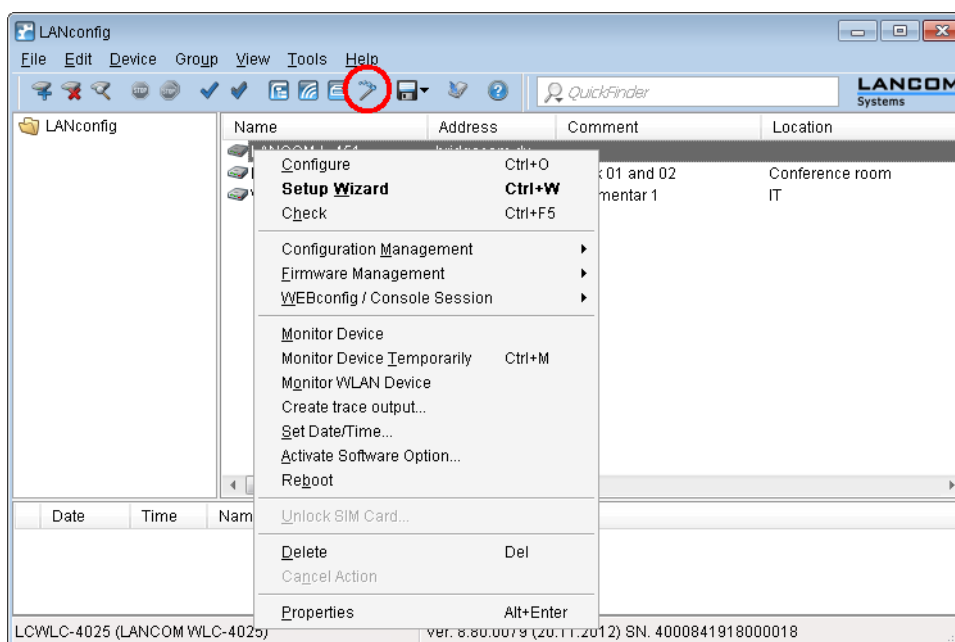 LANconfig
File Edit Device Group View Tools Help
QuickFinder
LANCOM
Systems
LANconfig
Name Address Comment Location
01 and 02 Conference room
mentar 1 IT
Configure Ctrl+O
Setup Wizard Ctrl+W
Check Ctrl+F5
Configuration Management
Firmware Management
WEBconfig / Console Session
Monitor Device
Monitor Device Temporarily Ctrl+M
Monitor WLAN Device
Create trace output...
Set Date/Time...
Activate Software Option...
Reboot
Unlock SIM Card...
Delete Del
Cancel Action
Properties Alt+Enter
Date Time Nam
LCWLC-4025 (LANCOM WLC-4025) Ver. 8.80.0079 (20.11.2012) SN. 4000841918000018